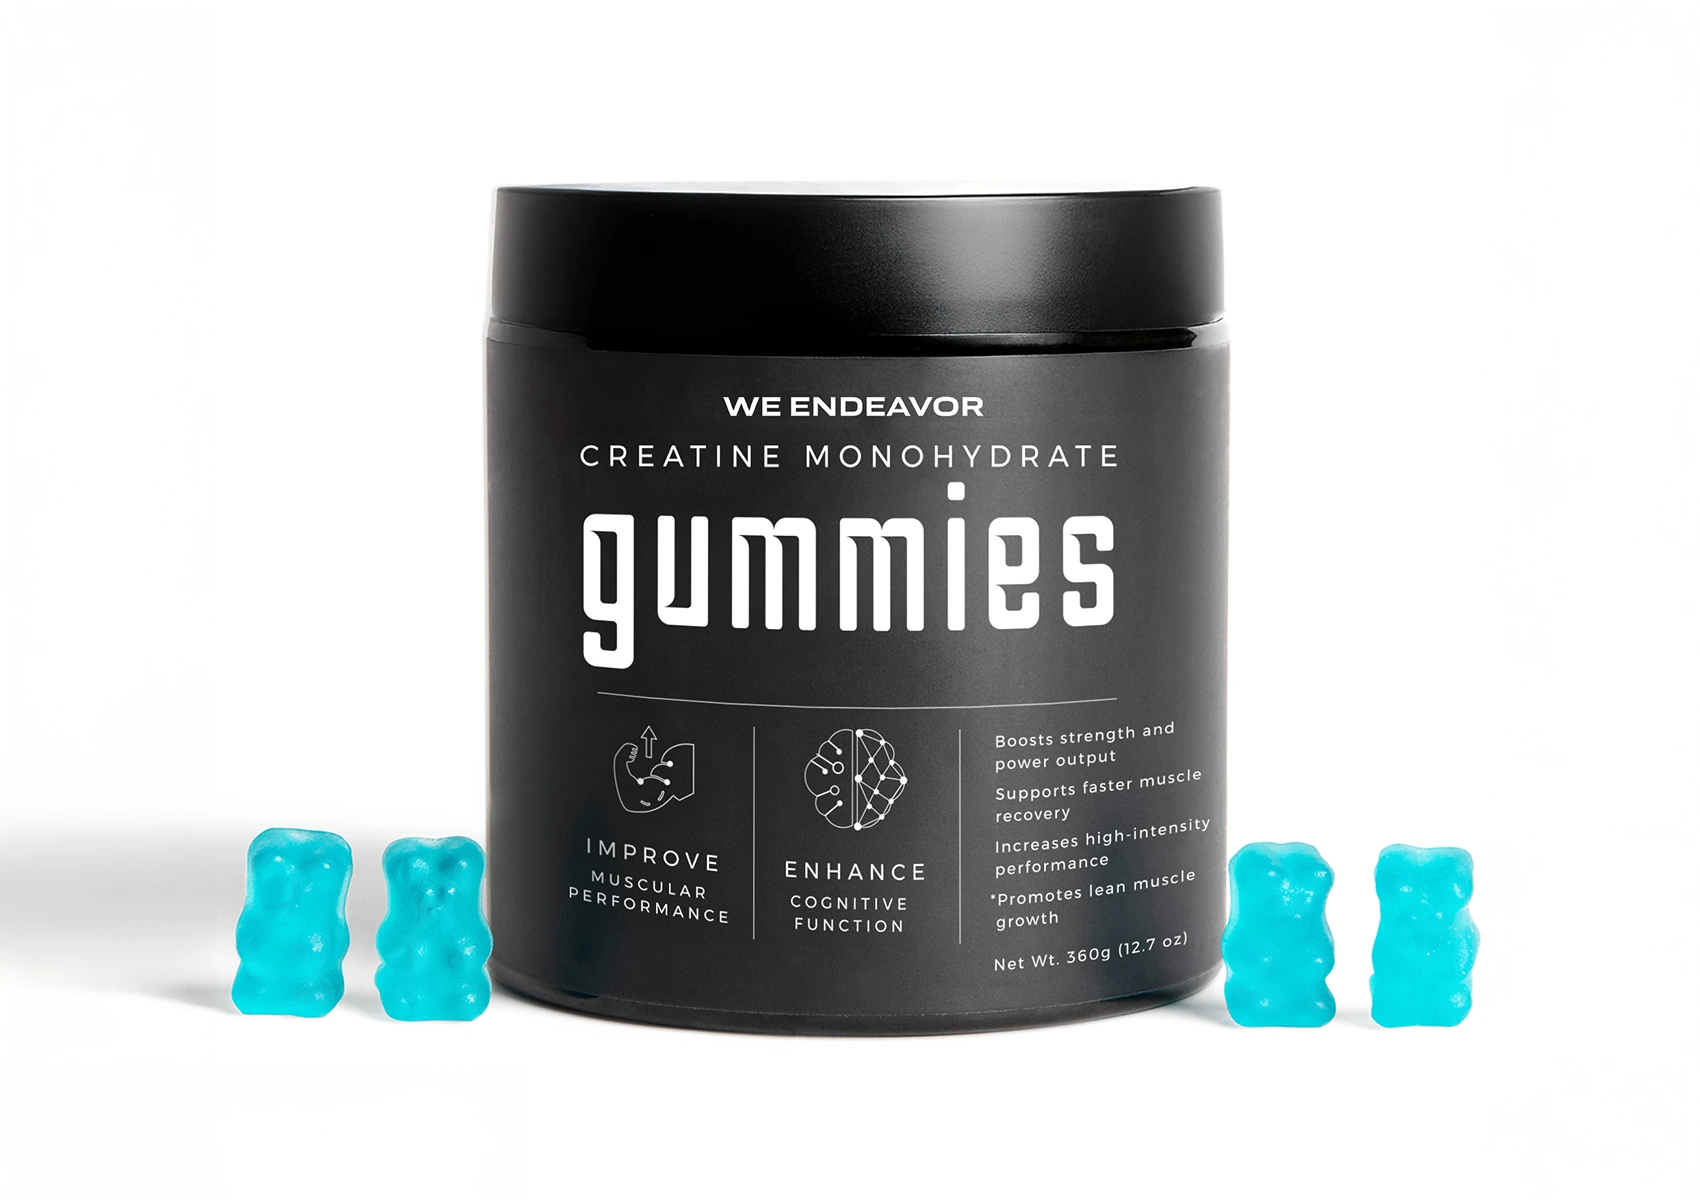 WE ENDEAVOR
CREATINE MONOHYDRATE
gummies
IMPROVE
MUSCULAR
PERFORMANCE
ENHANCE
COGNITIVE
FUNCTION
Boosts strength and
power output
Supports faster muscle
recovery
Increases high-intensity
performance
*Promotes lean muscle
growth
Net Wt. 360g (12.7 oz)